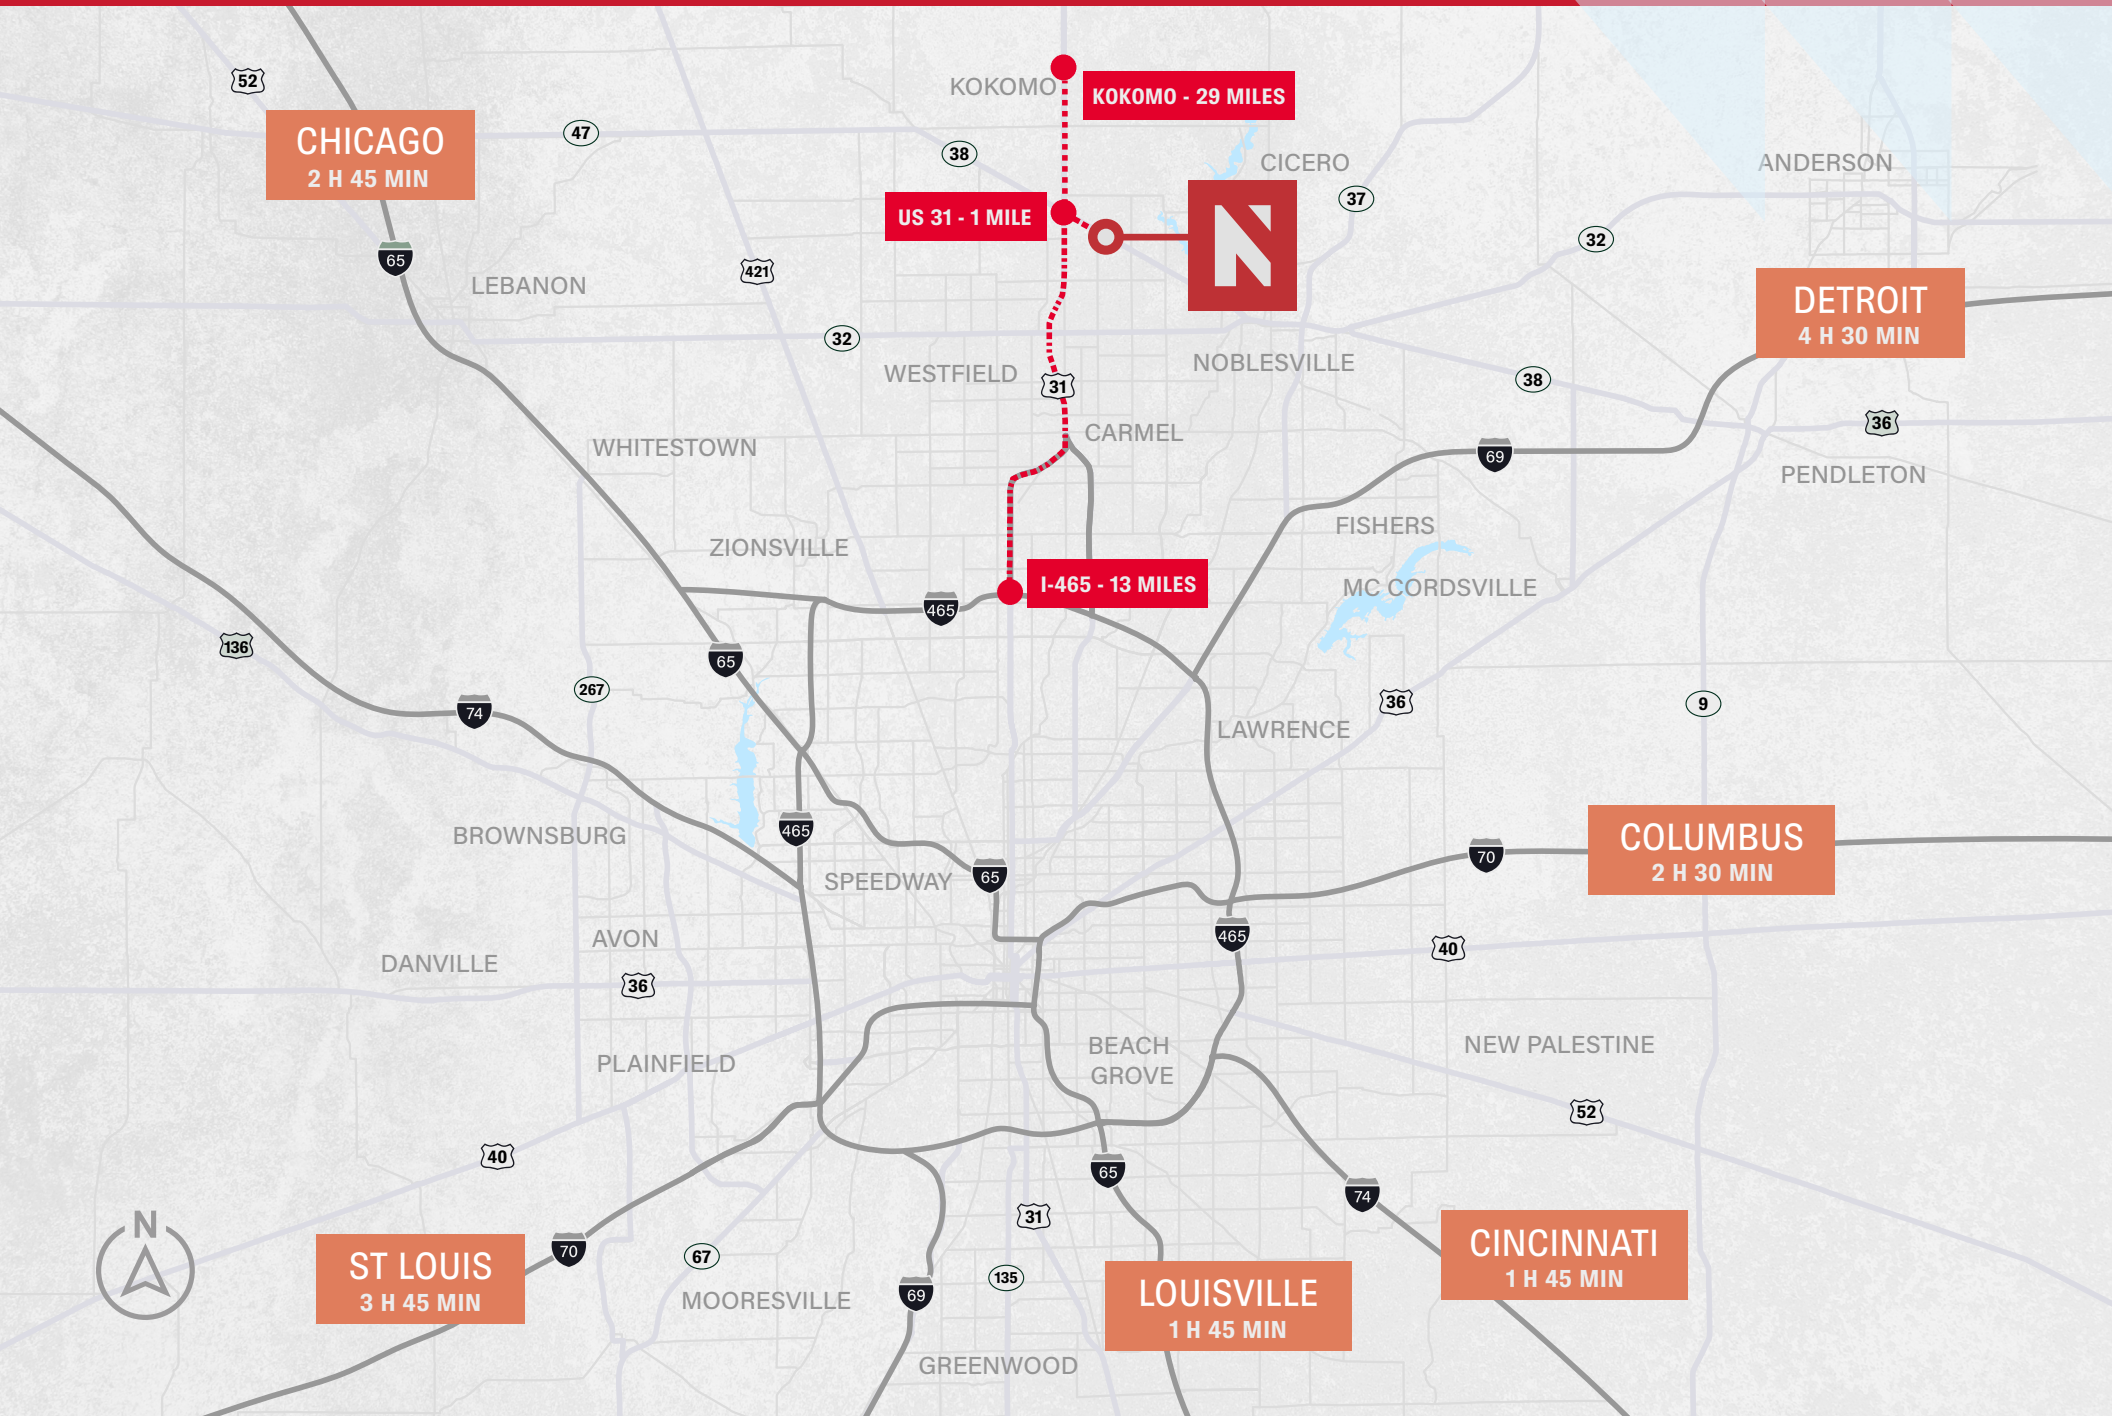 KOKOMO
KOKOMO - 29 MILES
52
CHICAGO
2 H 45 MIN
47
38
CICERO
ANDERSON
37
US 31 - 1 MILE
N
32
65
LEBANON
421
DETROIT
4 H 30 MIN
32
WESTFIELD
31
NOBLESVILLE
38
36
CARMEL
WHITESTOWN
69
PENDLETON
FISHERS
ZIONSVILLE
I-465 - 13 MILES
MC CORDSVILLE
465
136
65
267
74
36
9
LAWRENCE
BROWNSBURG
465
COLUMBUS
2 H 30 MIN
70
SPEEDWAY
65
465
AVON
40
DANVILLE
36
BEACH
GROVE
NEW PALESTINE
PLAINFIELD
52
40
65
74
N
31
ST LOUIS
3 H 45 MIN
70
67
CINCINNATI
1 H 45 MIN
135
69
MOORESVILLE
LOUISVILLE
1 H 45 MIN
GREENWOOD